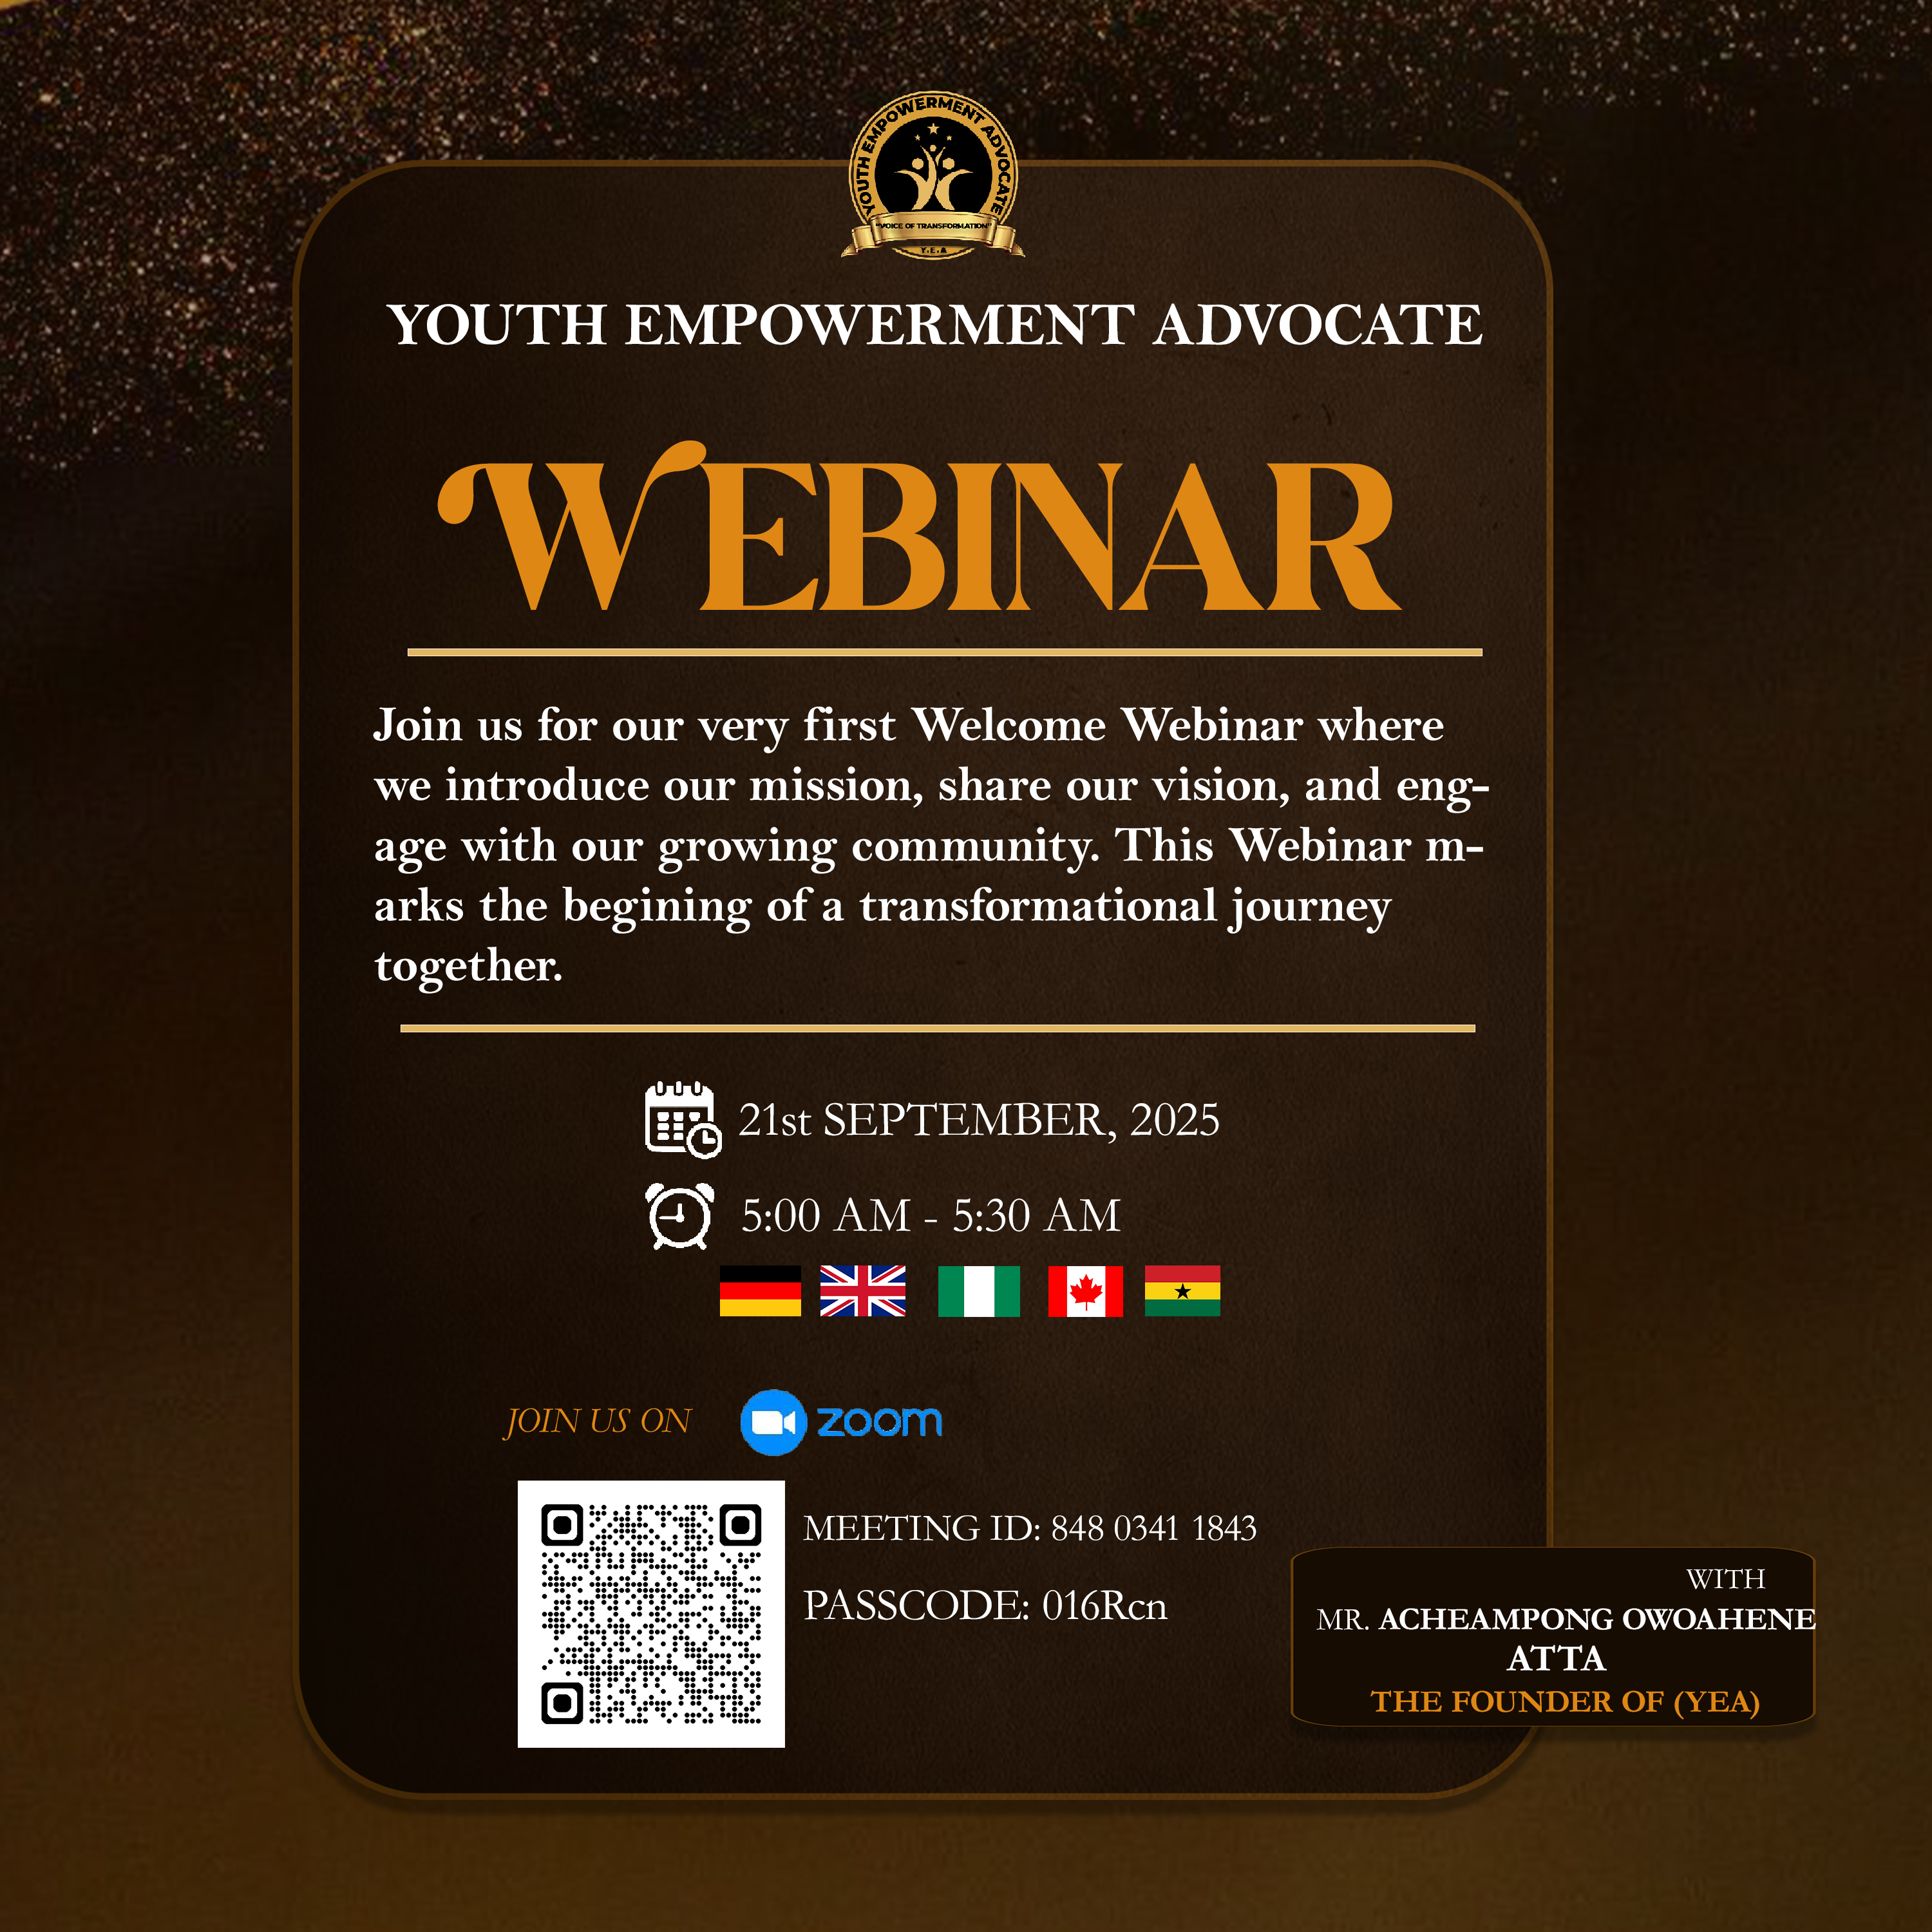 YOUTH EMPOWERMENT ADVOCATE
"VOICE OF TRANSFORMATION"
Y.E.A
YOUTH EMPOWERMENT ADVOCATE
WEBINAR
Join us for our very first Welcome Webinar where
we introduce our mission, share our vision, and eng-
age with our growing community. This Webinar m-
arks the begining of a transformational journey
together.
21st SEPTEMBER, 2025
5:00 AM - 5:30 AM
JOIN US ON zoom
MEETING ID: 848 0341 1843
PASSCODE: 016Rcn
WITH
MR. ACHEAMPONG OWOAHENE
ATTA
THE FOUNDER OF (YEA)